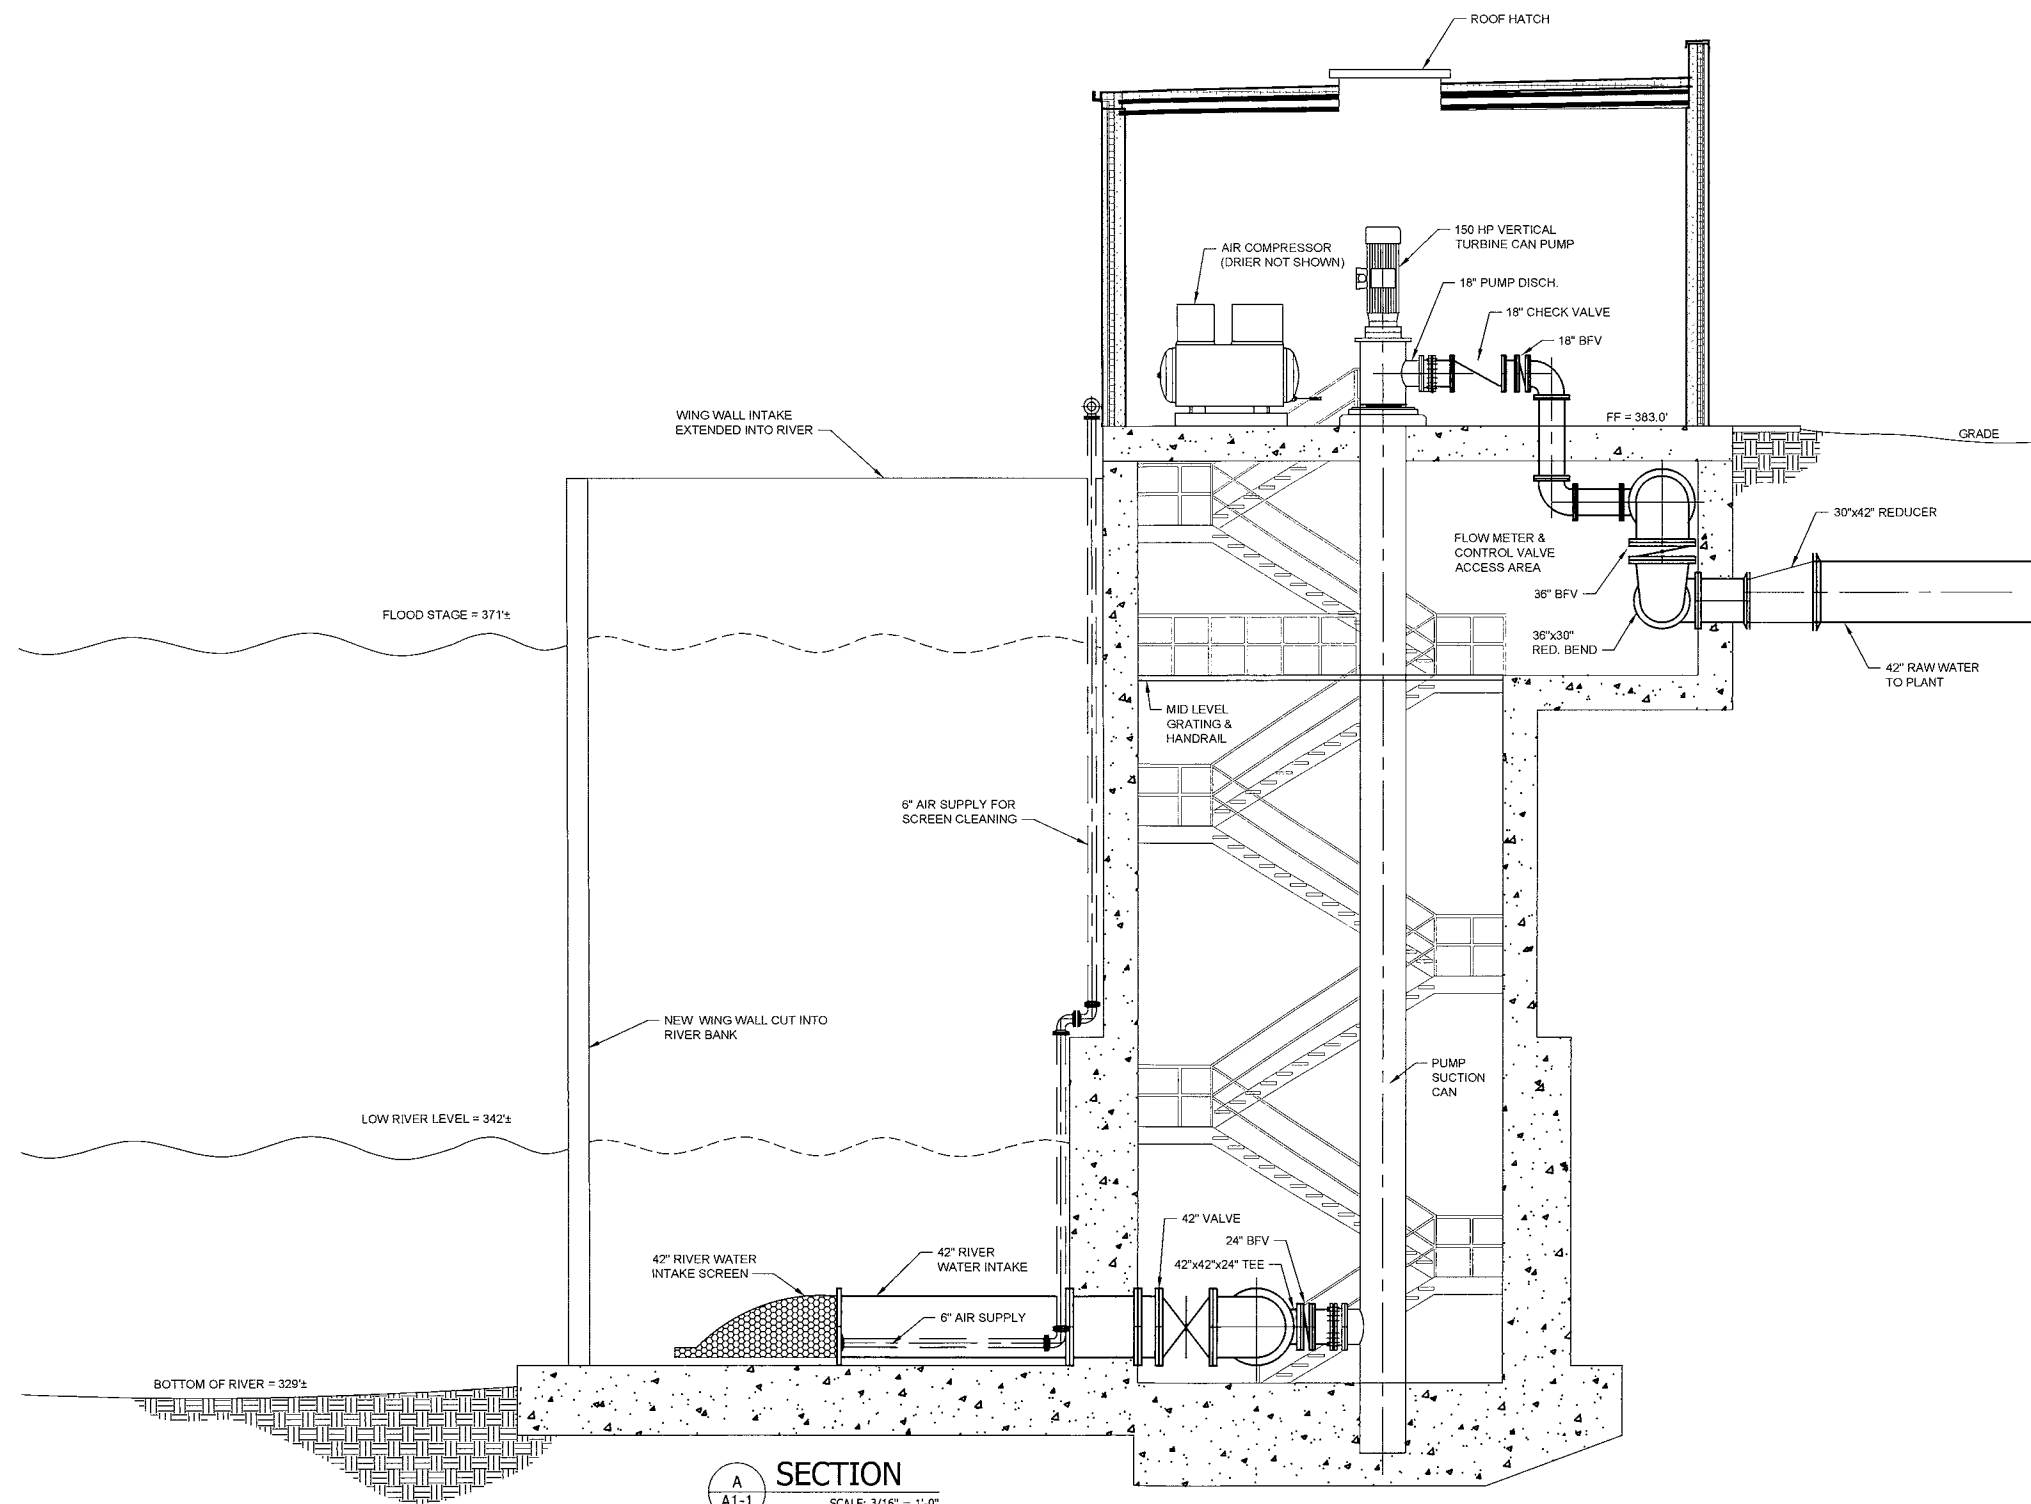 ROOF HATCH
150 HP VERTICAL
TURBINE CAN PUMP
AIR COMPRESSOR
(DRIER NOT SHOWN)
18" PUMP DISCH.
18" CHECK VALVE
18" BFV
WING WALL INTAKE
EXTENDED INTO RIVER
FF = 383.0'
GRADE
30"x42" REDUCER
FLOW METER &
CONTROL VALVE
ACCESS AREA
36" BFV
FLOOD STAGE = 371'±
36"x30"
RED. BEND
42" RAW WATER
TO PLANT
MID LEVEL
GRATING &
HANDRAIL
6" AIR SUPPLY FOR
SCREEN CLEANING
NEW WING WALL CUT INTO
RIVER BANK
PUMP
SUCTION
CAN
LOW RIVER LEVEL = 342'±
42" VALVE
24" BFV
42"x42"x24" TEE
42" RIVER WATER
INTAKE SCREEN
42" RIVER
WATER INTAKE
6" AIR SUPPLY
BOTTOM OF RIVER = 329'±
A
A1-1
SECTION
SCALE: 3/16" = 1'-0"